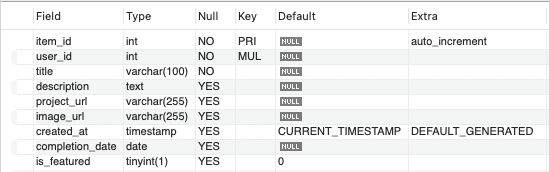 Field Type Null Key Default Extra
item_id int NO PRI NULL auto_increment
user_id int NO MUL NULL
title varchar(100) NO NULL
description text YES NULL
project_url varchar(255) YES NULL
image_url varchar(255) YES NULL
created_at timestamp YES CURRENT_TIMESTAMP DEFAULT_GENERATED
completion_date date YES NULL
is_featured tinyint(1) YES 0